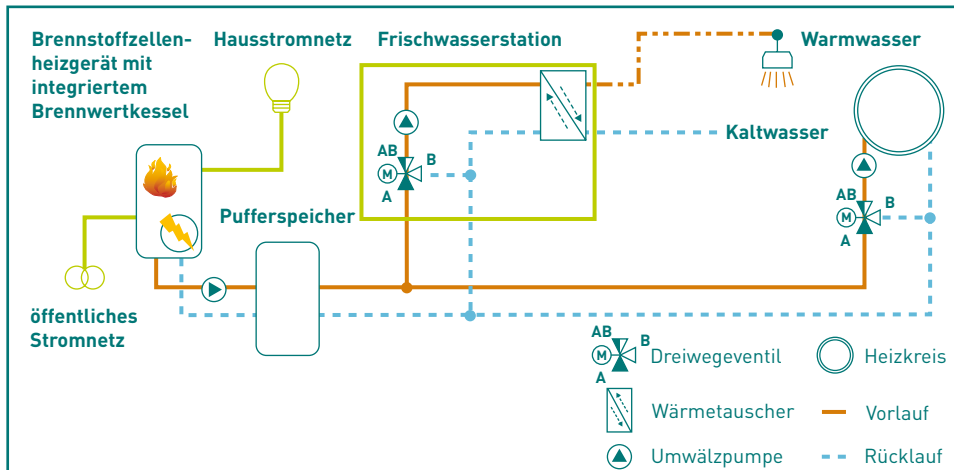 Brennstoffzellen-
heizgerät mit
integriertem
Brennwertkessel
Hausstromnetz
Frischwasserstation
Warmwasser
Kaltwasser
AB
B
M
A
Pufferspeicher
AB
B
M
A
öffentliches
Stromnetz
AB
B
M
A
Dreiwegeventil
Heizkreis
Wärmetauscher
Vorlauf
Umwälzpumpe
Rücklauf